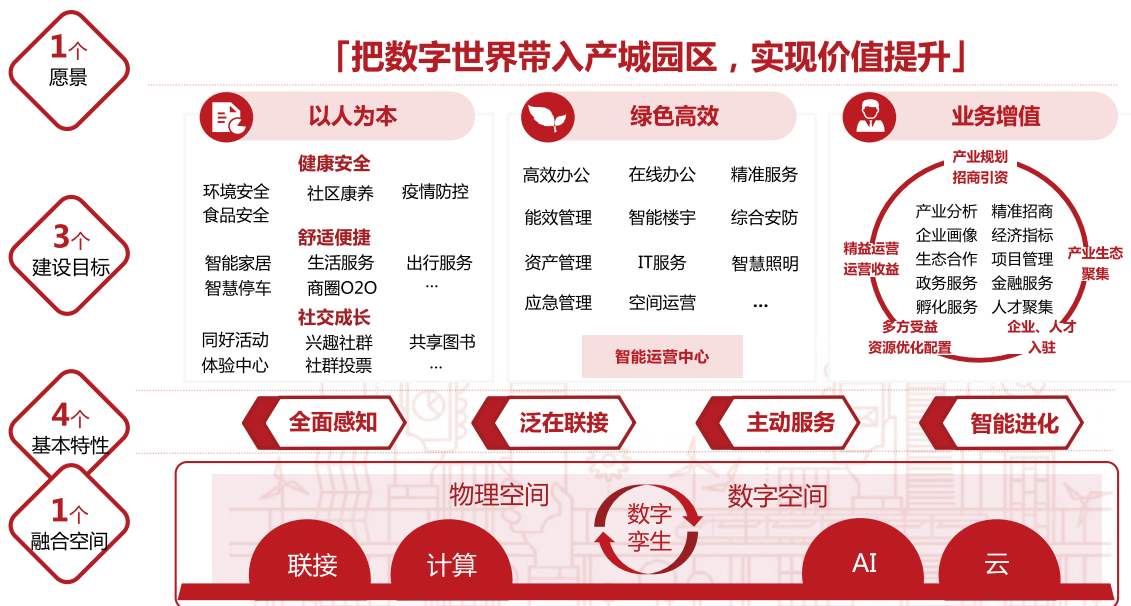 1个
愿景
「把数字世界带入产城园区，实现价值提升」
3个
建设目标
以人为本
健康安全
环境安全
社区康养
疫情防控
食品安全
舒适便捷
智能家居
生活服务
出行服务
智慧停车
商圈O2O
...
社交成长
同好活动
兴趣社群
共享图书
体验中心
社群投票
...
绿色高效
高效办公
在线办公
精准服务
能效管理
智能楼宇
综合安防
资产管理
IT服务
智慧照明
应急管理
空间运营
...
智能运营中心
业务增值
产业规划
招商引资
产业分析
精准招商
企业画像
经济指标
生态合作
项目管理
政务服务
金融服务
孵化服务
人才聚集
精益运营
运营收益
产业生态
聚集
多方受益
资源优化配置
企业、人才
入驻
4个
基本特性
全面感知
泛在联接
主动服务
智能进化
1个
融合空间
物理空间
数字
孪生
数字空间
联接
计算
AI
云